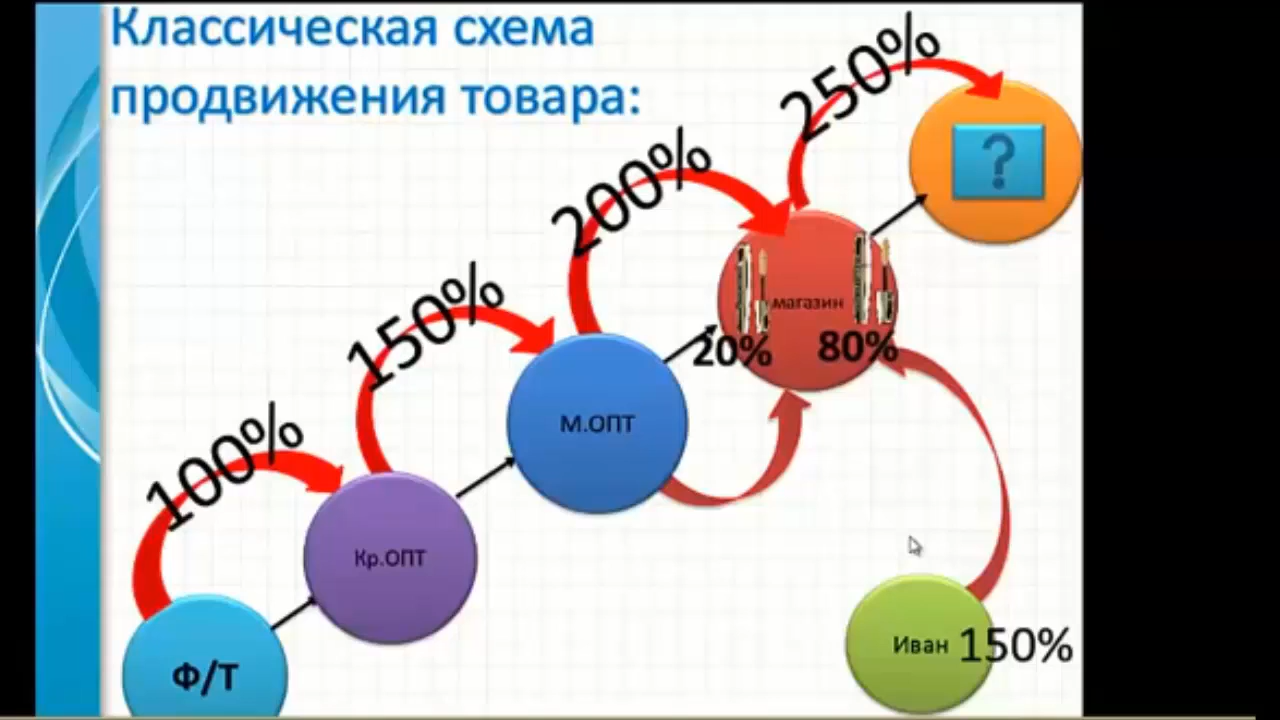 Классическая схема
продвижения товара:
250%
?
200%
магазин
20% 80%
150%
М.ОПТ
100%
Кр.ОПТ
Ф/Т
Иван 150%